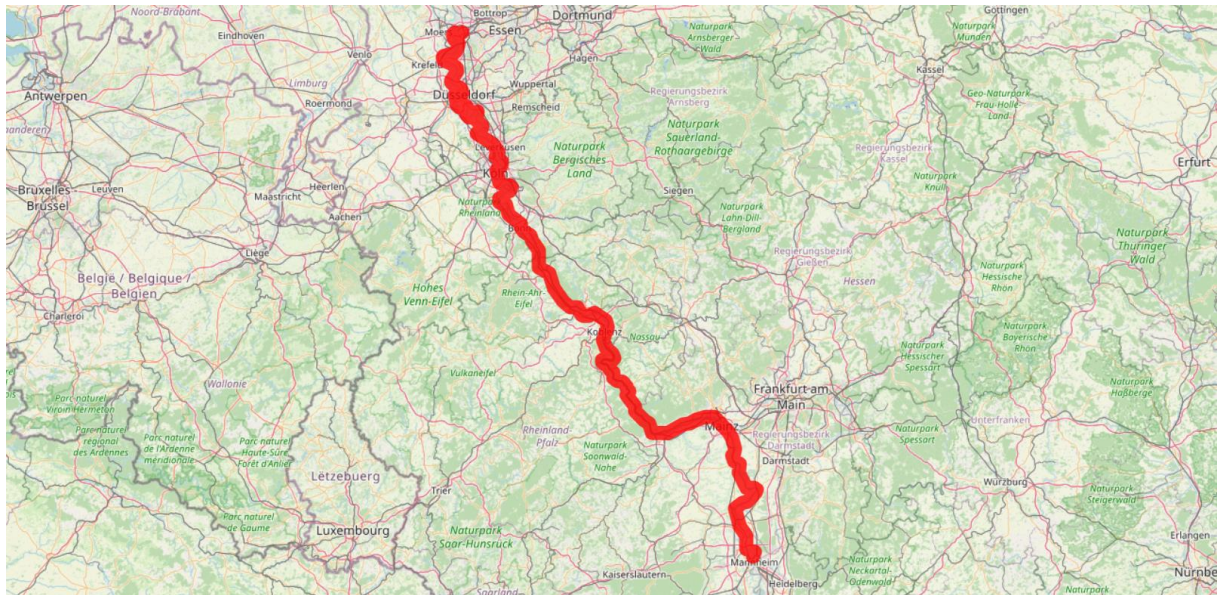 Noord-Brabant
Bottrop
Dortmund
Göttingen
Eindhoven
Essen
Naturpark
Arnsberger
Wald
Naturpark
Münden
Venlo
Hagen
Kassel
Antwerpen
Limburg
Wuppertal
Roermond
Düsseldorf
Remscheid
Regierungsbezirk
Arnsberg
Geo-Naturpark
Frau-Holle-
Land
Naturpark
Sauerland-
Rothaargebirge
Naturpark
Bergisches
Land
Regierungsbezirk
Kassel
Erfurt
Bruxelles -
Brussel
Leuven
Heerlen
Maastricht
Siegen
Naturpark
Knüll
Aachen
Naturpark
Rheinland
Naturpark
Lahn-Dill-
Bergland
Naturpark
Thüringer
Wald
Liège
Regierungsbezirk
Gießen
België / Belgique /
Belgien
Hohes
Venn-Eifel
Rhein-Ahr-
Eifel
Hessen
Naturpark
Hessische
Rhön
Charleroi
Koblenz
Nassau
Naturpark
Bayerische
Rhön
Naturpark
Hessischer
Spessart
Vulkaneifel
Wallonie
Naturpark
Haßberge
Frankfurt am
Main
Parc naturel
Viroin-Hermeton
Parc naturel
régional
des Ardennes
Parc naturel
de l'Ardenne
méridionale
Parc naturel
Haute-Sûre
Forêt d'Anlier
Rheinland-
Pfalz
Mainz
Unterfranken
Naturpark
Spessart
Regierungsbezirk
Darmstadt
Naturpark
Soonwald-
Nahe
Darmstadt
Lëtzebuerg
Trier
Würzburg
Naturpark
Steigerwald
Parc naturel
de Gaume
Luxembourg
Naturpark
Saar-Hunsrück
Erlangen
Mannheim
Kaiserslautern
Heidelberg
Naturpark
Neckartal-
Odenwald
Saarland
Naturpark